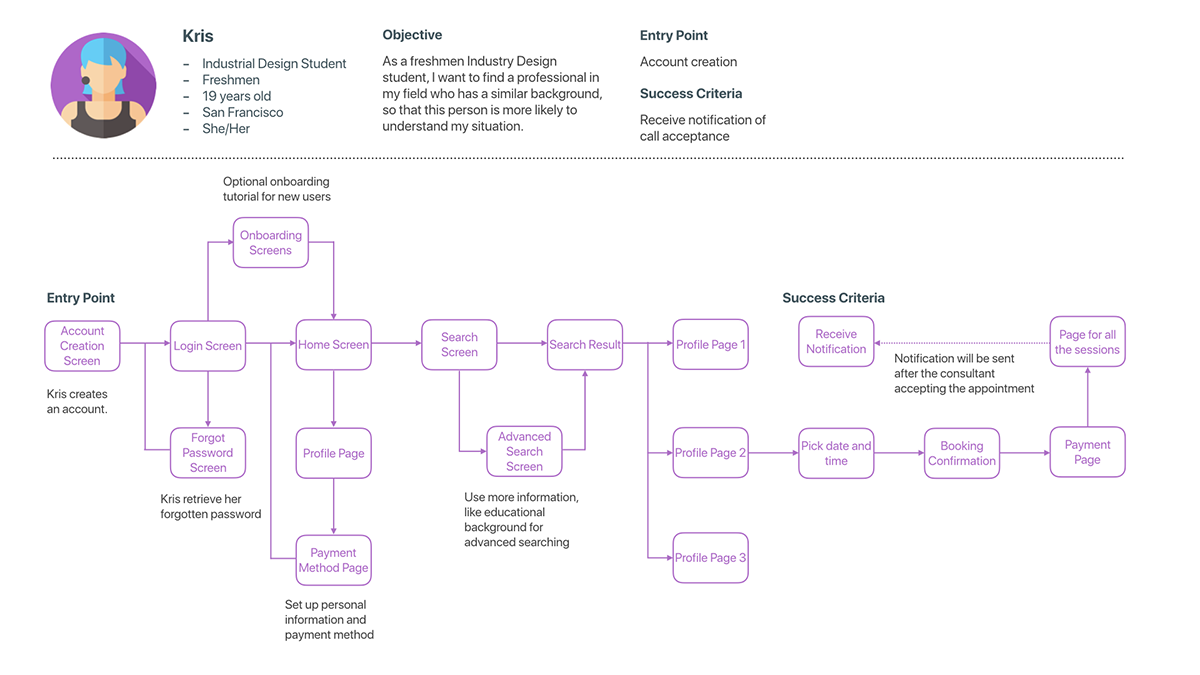 Kris
– Industrial Design Student
– Freshmen
– 19 years old
– San Francisco
– She/Her
Objective
As a freshmen Industry Design
student, I want to find a professional in
my field who has a similar background,
so that this person is more likely to
understand my situation.
Entry Point
Account creation
Success Criteria
Receive notification of
call acceptance
Optional onboarding
tutorial for new users
Onboarding
Screens
Entry Point
Account
Creation
Screen
Kris creates
an account.
Login Screen
Forgot
Password
Screen
Kris retrieve her
forgotten password
Home Screen
Profile Page
Payment
Method Page
Set up personal
information and
payment method
Search
Screen
Advanced
Search
Screen
Use more information,
like educational
background for
advanced searching
Search Result
Profile Page 1
Profile Page 2
Profile Page 3
Pick date and
time
Booking
Confirmation
Payment
Page
Page for all
the sessions
Notification will be sent
after the consultant
accepting the appointment
Success Criteria
Receive
Notification